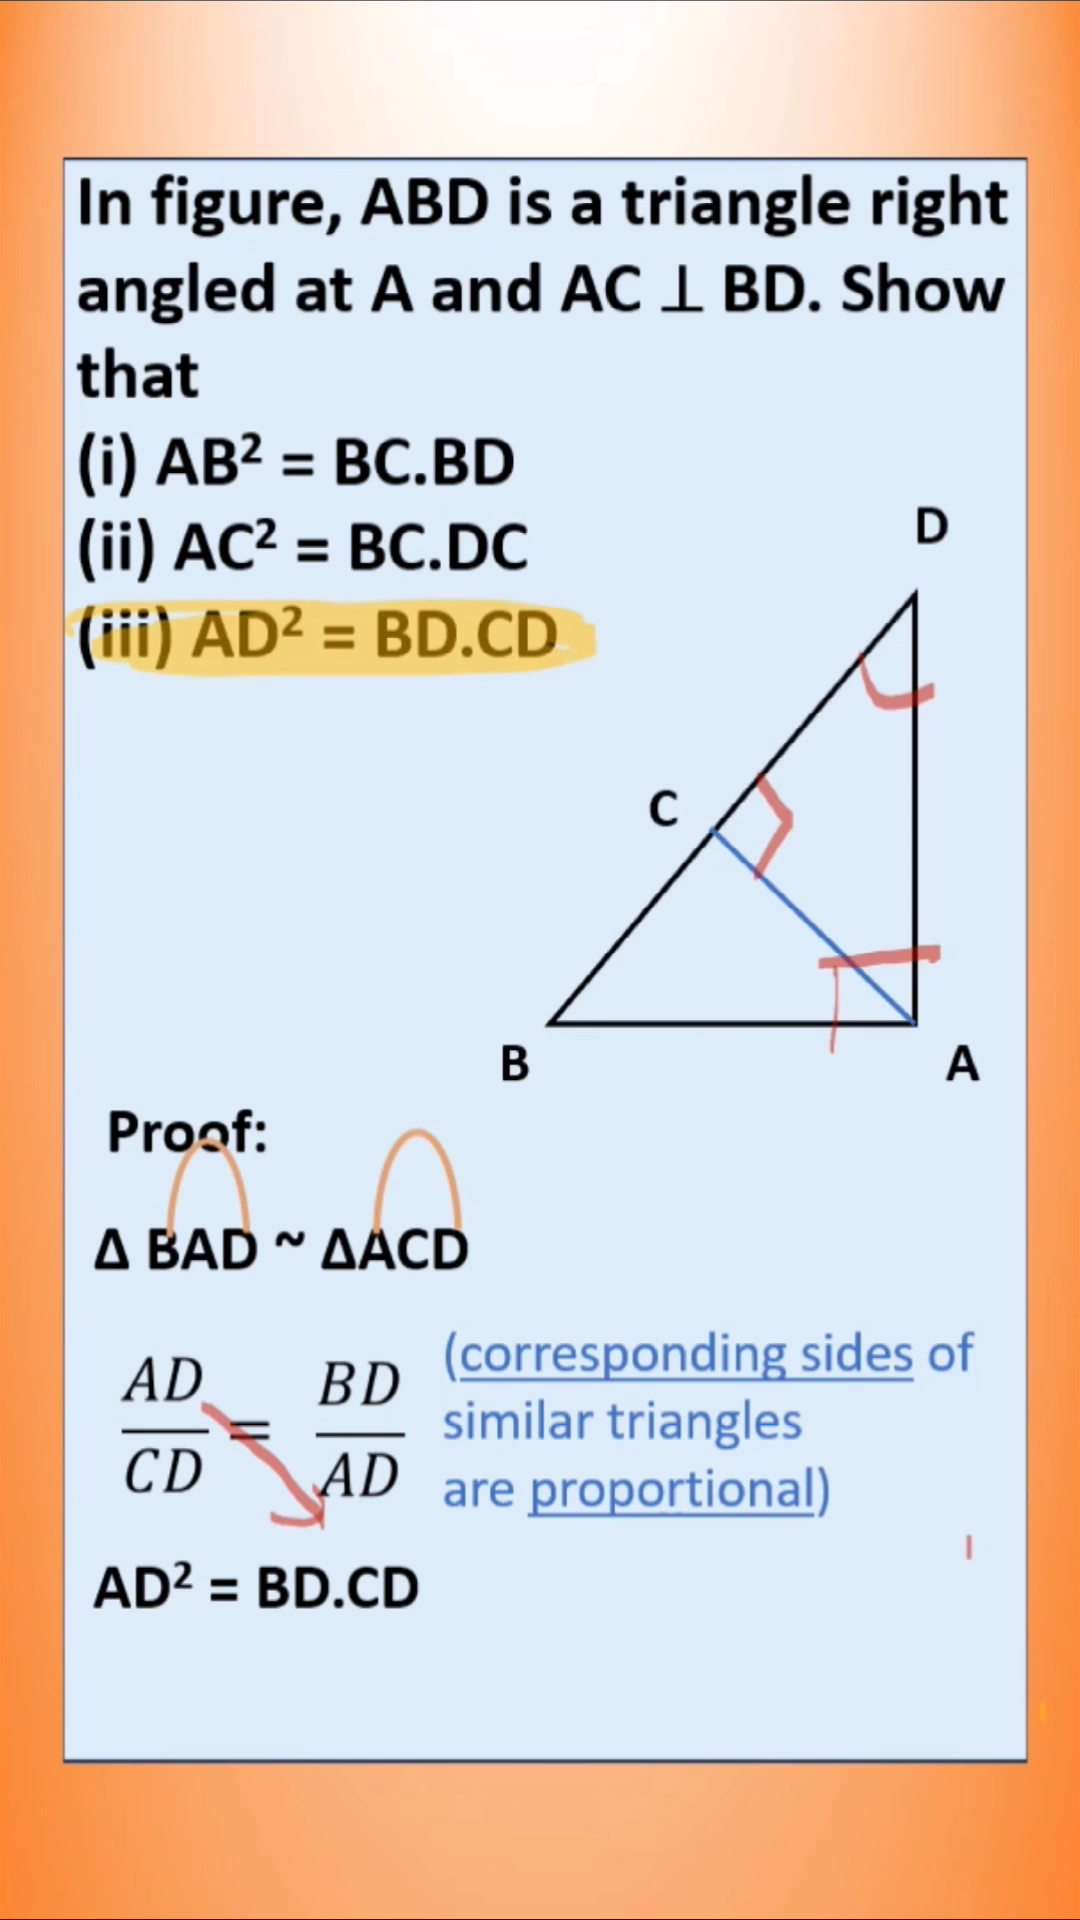 In figure, ABD is a triangle right
angled at A and AC ⊥ BD. Show
that
(i) AB² = BC.BD
(ii) AC² = BC.DC
(iii) AD² = BD.CD
D
C
B
A
Proof:
Δ BAD ~ ΔACD
AD/CD = BD/AD
(corresponding sides of
similar triangles
are proportional)
AD² = BD.CD